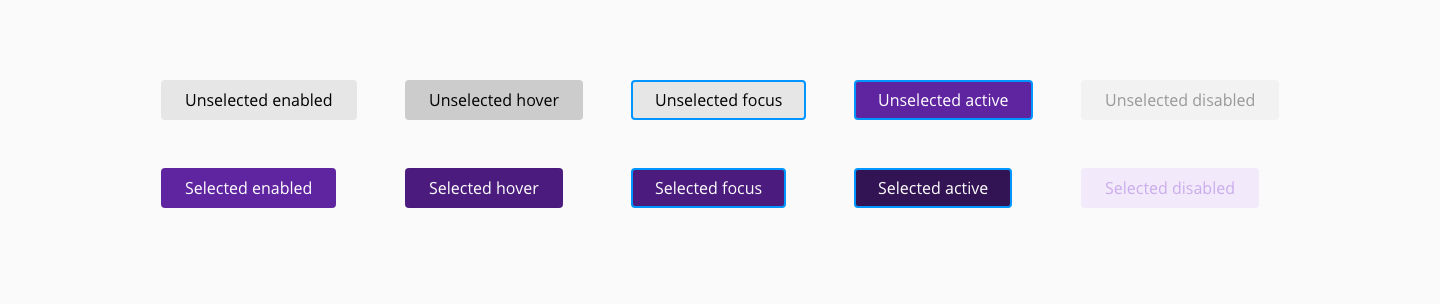 Unselected enabled
Unselected hover
Unselected focus
Unselected active
Unselected disabled
Selected enabled
Selected hover
Selected focus
Selected active
Selected disabled